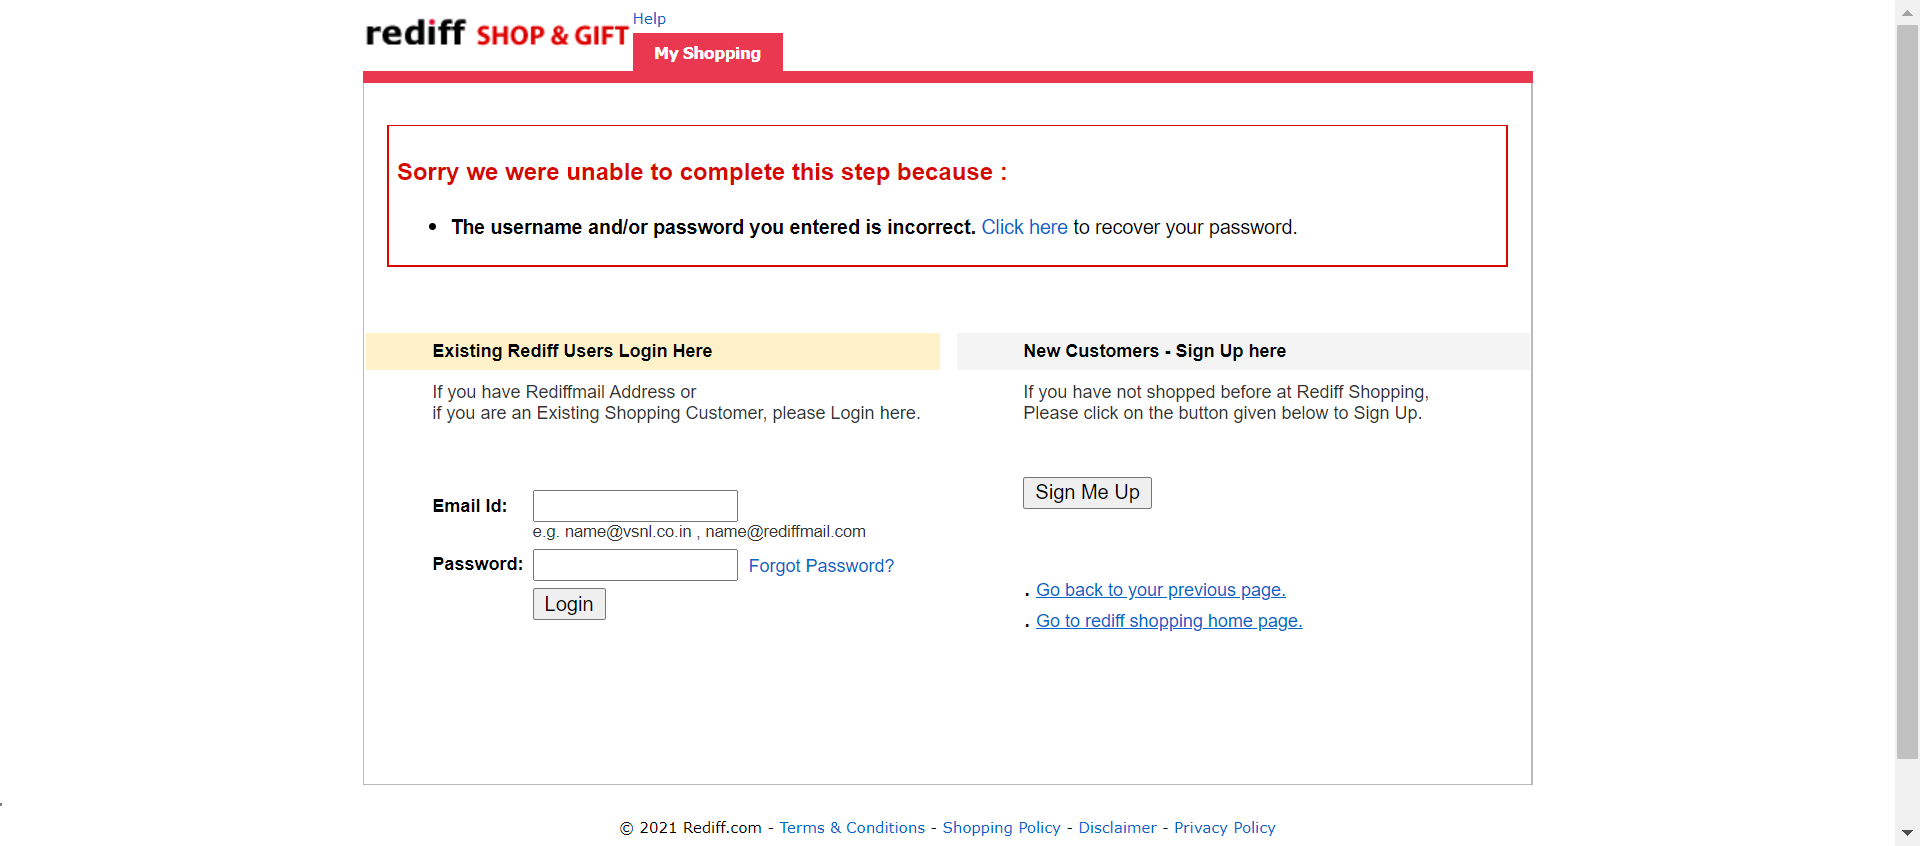 rediff SHOP & GIFT
Help
My Shopping
Sorry we were unable to complete this step because :
• The username and/or password you entered is incorrect. Click here to recover your password.
Existing Rediff Users Login Here
If you have Rediffmail Address or
if you are an Existing Shopping Customer, please Login here.
Email Id:
e.g. name@vsnl.co.in , name@rediffmail.com
Password: Forgot Password?
Login
New Customers - Sign Up here
If you have not shopped before at Rediff Shopping,
Please click on the button given below to Sign Up.
Sign Me Up
. Go back to your previous page.
. Go to rediff shopping home page.
© 2021 Rediff.com - Terms & Conditions - Shopping Policy - Disclaimer - Privacy Policy